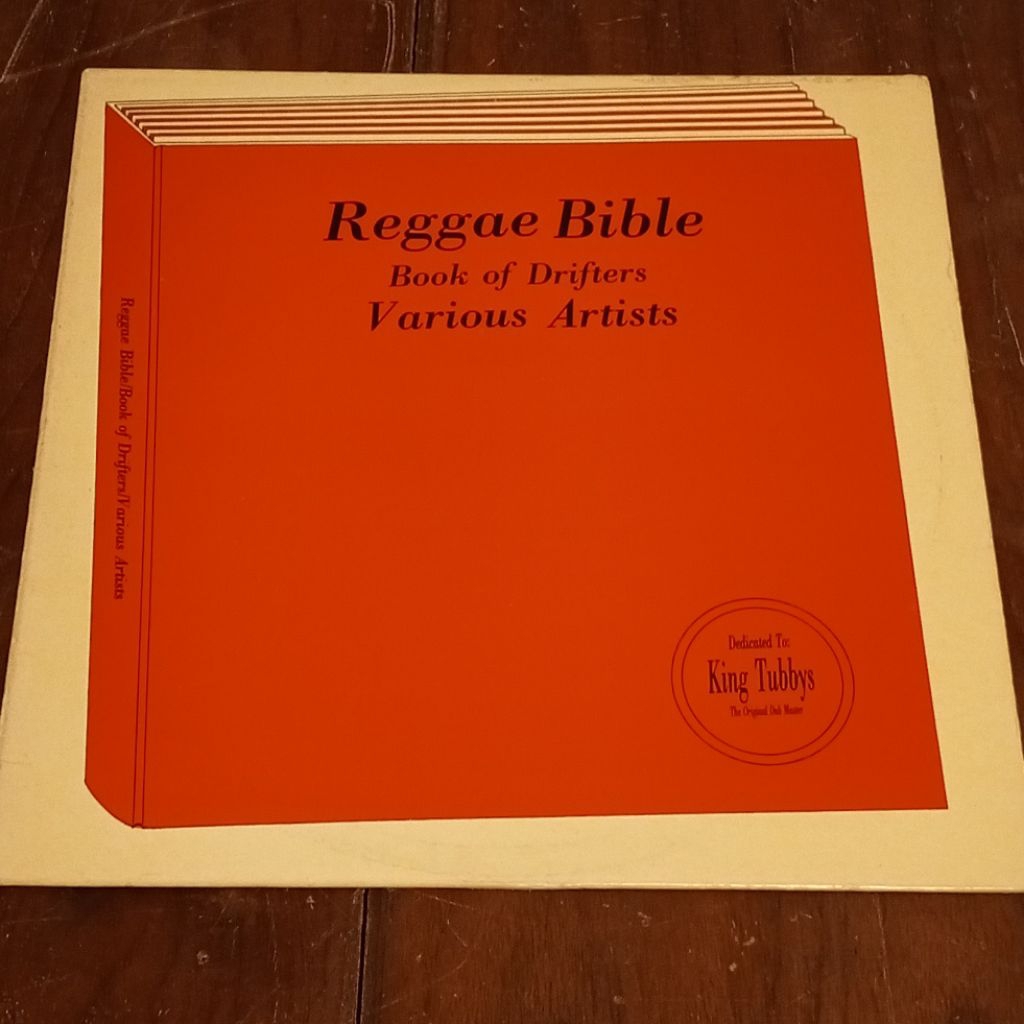 Reggae Bible
Book of Drifters
Various Artists
Reggae Bible/Book of Drifters/Various Artists
Dedicated To:
King Tubbys
The Original Dub Master